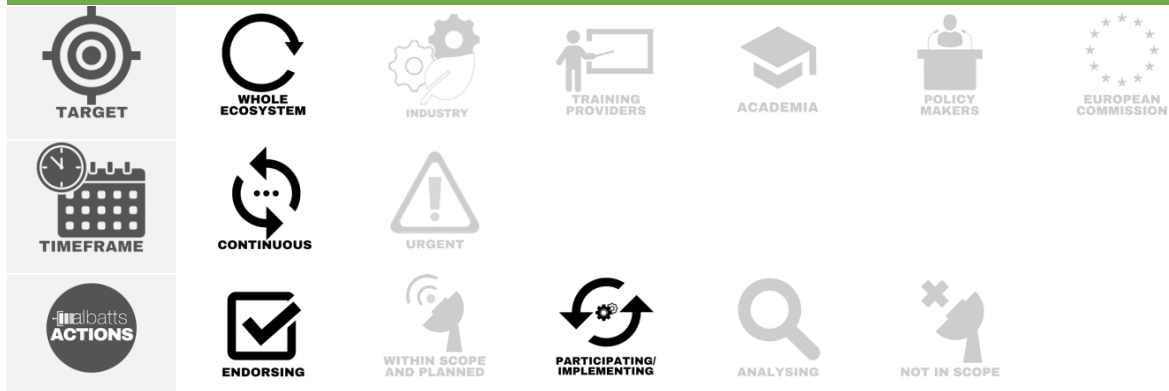 TARGET
WHOLE
ECOSYSTEM
INDUSTRY
TRAINING
PROVIDERS
ACADEMIA
POLICY
MAKERS
EUROPEAN
COMMISSION
TIMEFRAME
CONTINUOUS
URGENT
albatts
ACTIONS
ENDORSING
WITHIN SCOPE
AND PLANNED
PARTICIPATING/
IMPLEMENTING
ANALYSING
NOT IN SCOPE